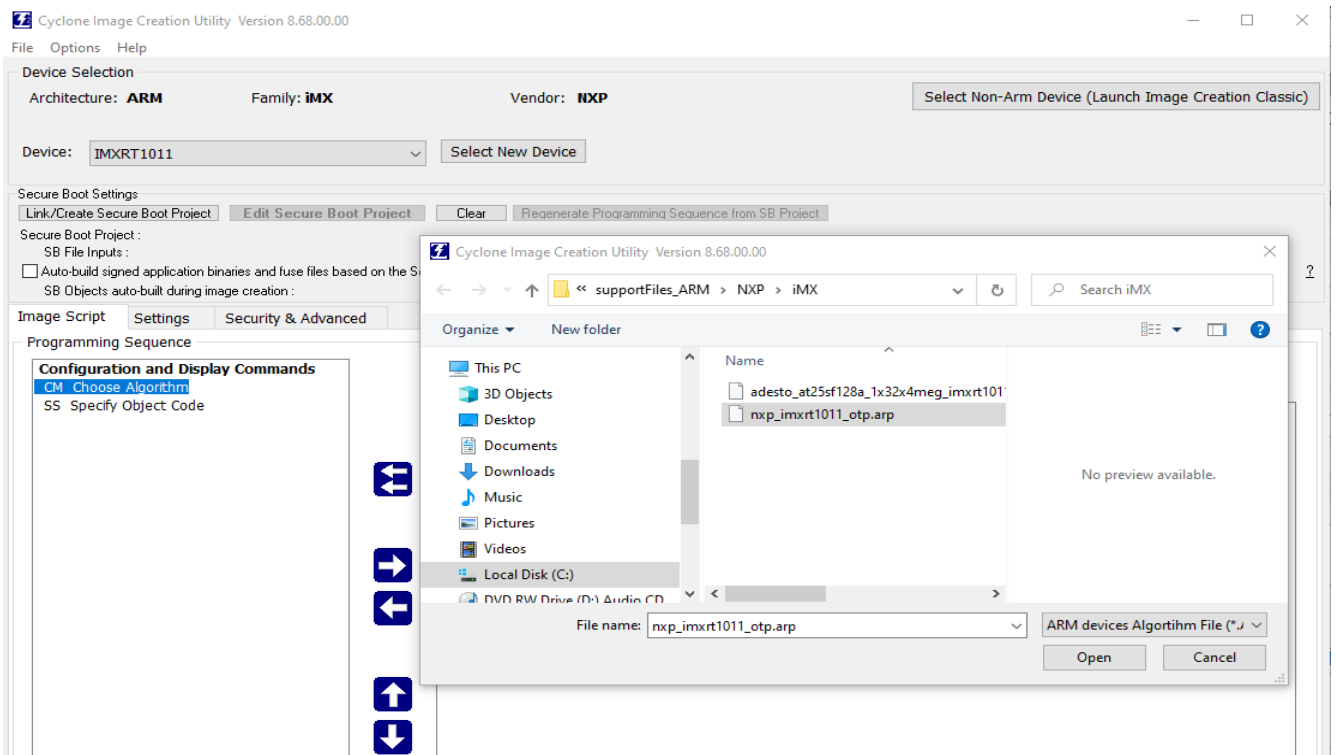 Cyclone Image Creation Utility Version 8.68.00.00
File Options Help
Device Selection
Architecture: ARM Family: iMX Vendor: NXP Select Non-Arm Device (Launch Image Creation Classic)
Device: IMXRT1011 Select New Device
Secure Boot Settings
Link/Create Secure Boot Project Edit Secure Boot Project Clear Regenerate Programming Sequence from SB Project
Secure Boot Project :
SB File Inputs :
Auto-build signed application binaries and fuse files based on the S ?
SB Objects auto-built during image creation :
Image Script Settings Security & Advanced
Programming Sequence
Configuration and Display Commands
CM Choose Algorithm
SS Specify Object Code
Cyclone Image Creation Utility Version 8.68.00.00
« supportFiles_ARM > NXP > iMX Search iMX
Organize New folder
This PC
3D Objects
Desktop
Documents
Downloads
Music
Pictures
Videos
Local Disk (C:)
DVD RW Drive (D:) Audio CD
Name
adesto_at25sf128a_1x32x4meg_imxrt101
nxp_imxrt1011_otp.arp
No preview available.
File name: nxp_imxrt1011_otp.arp ARM devices Algortihm File (*.
Open Cancel